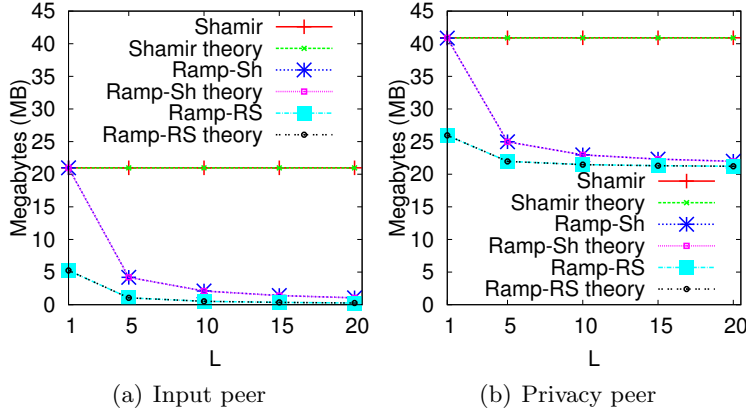 45
40
35
30
25
20
15
10
5
0
Megabytes (MB)
Shamir
Shamir theory
Ramp-Sh
Ramp-Sh theory
Ramp-RS
Ramp-RS theory
1 5 10 15 20
L
(a) Input peer
45
40
35
30
25
20
15
10
5
0
Megabytes (MB)
Shamir
Shamir theory
Ramp-Sh
Ramp-Sh theory
Ramp-RS
Ramp-RS theory
1 5 10 15 20
L
(b) Privacy peer